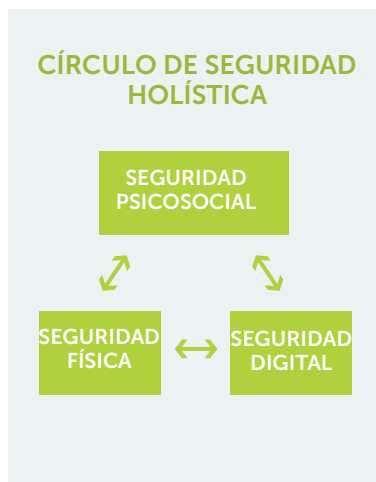 CÍRCULO DE SEGURIDAD
HOLÍSTICA
SEGURIDAD
PSICOSOCIAL
SEGURIDAD
FÍSICA
SEGURIDAD
DIGITAL